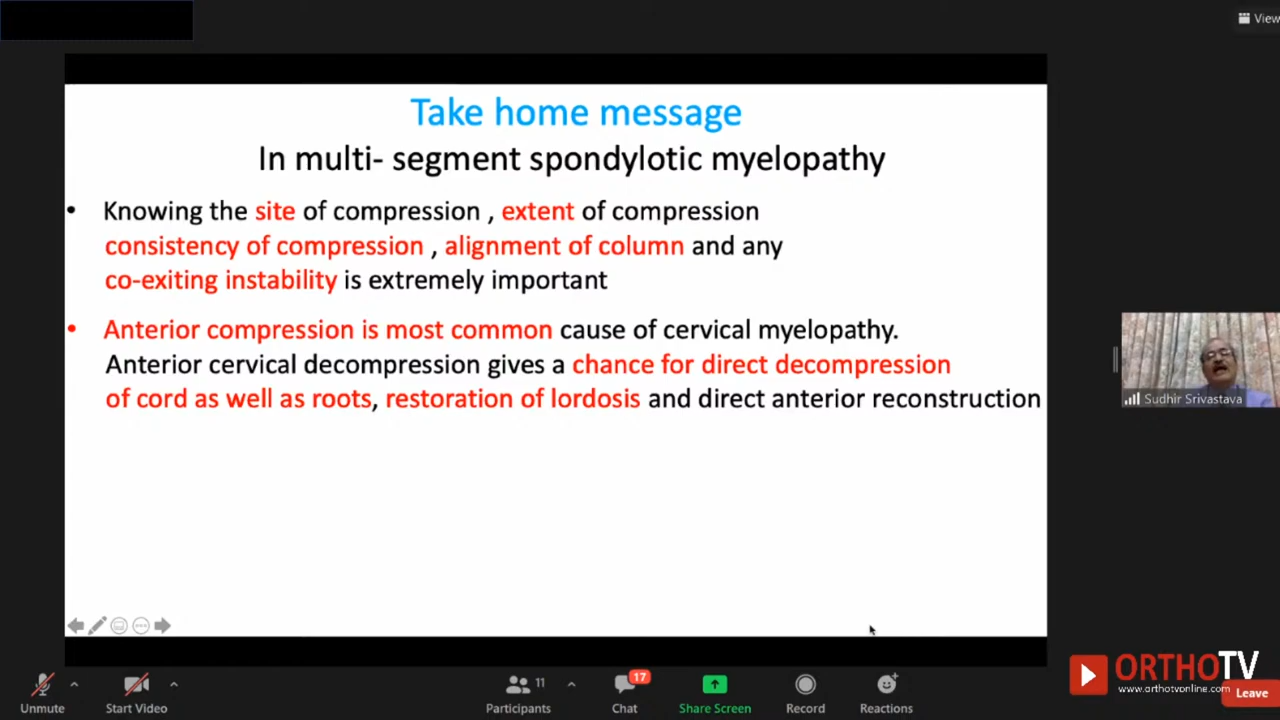 View
Take home message
In multi- segment spondylotic myelopathy
• Knowing the site of compression , extent of compression
consistency of compression , alignment of column and any
co-exiting instability is extremely important
• Anterior compression is most common cause of cervical myelopathy.
Anterior cervical decompression gives a chance for direct decompression
of cord as well as roots, restoration of lordosis and direct anterior reconstruction
Sudhir Srivastava
ORTHOTV
www.orthotvonline.com
Leave
11
17
Unmute
Start Video
Participants
Chat
Share Screen
Record
Reactions